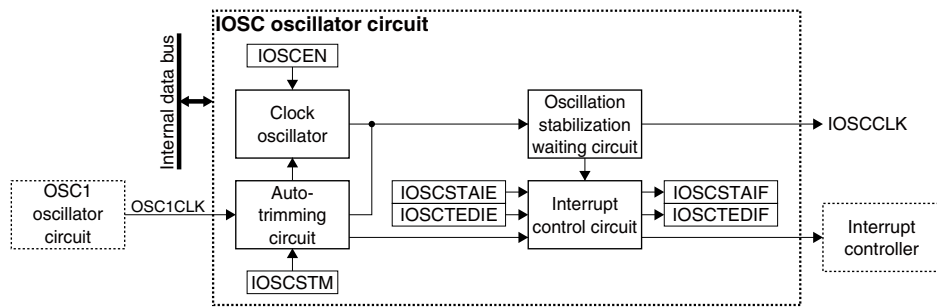 IOSC oscillator circuit
Internal data bus
IOSCEN
Clock
oscillator
Oscillation
stabilization
waiting circuit
IOSCCLK
OSC1
oscillator
circuit
OSC1CLK
Auto-
trimming
circuit
IOSCSTAIE
IOSCTEDIE
Interrupt
control circuit
IOSCSTAIF
IOSCTEDIF
Interrupt
controller
IOSCSTM